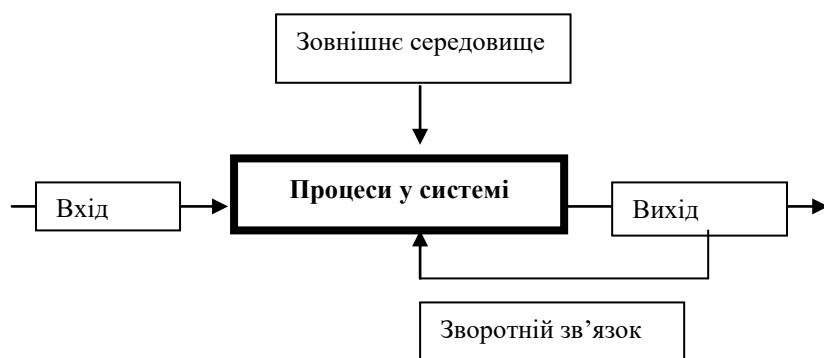 Зовнішнє середовище
Процеси у системі
Вхід
Вихід
Зворотній зв’язок